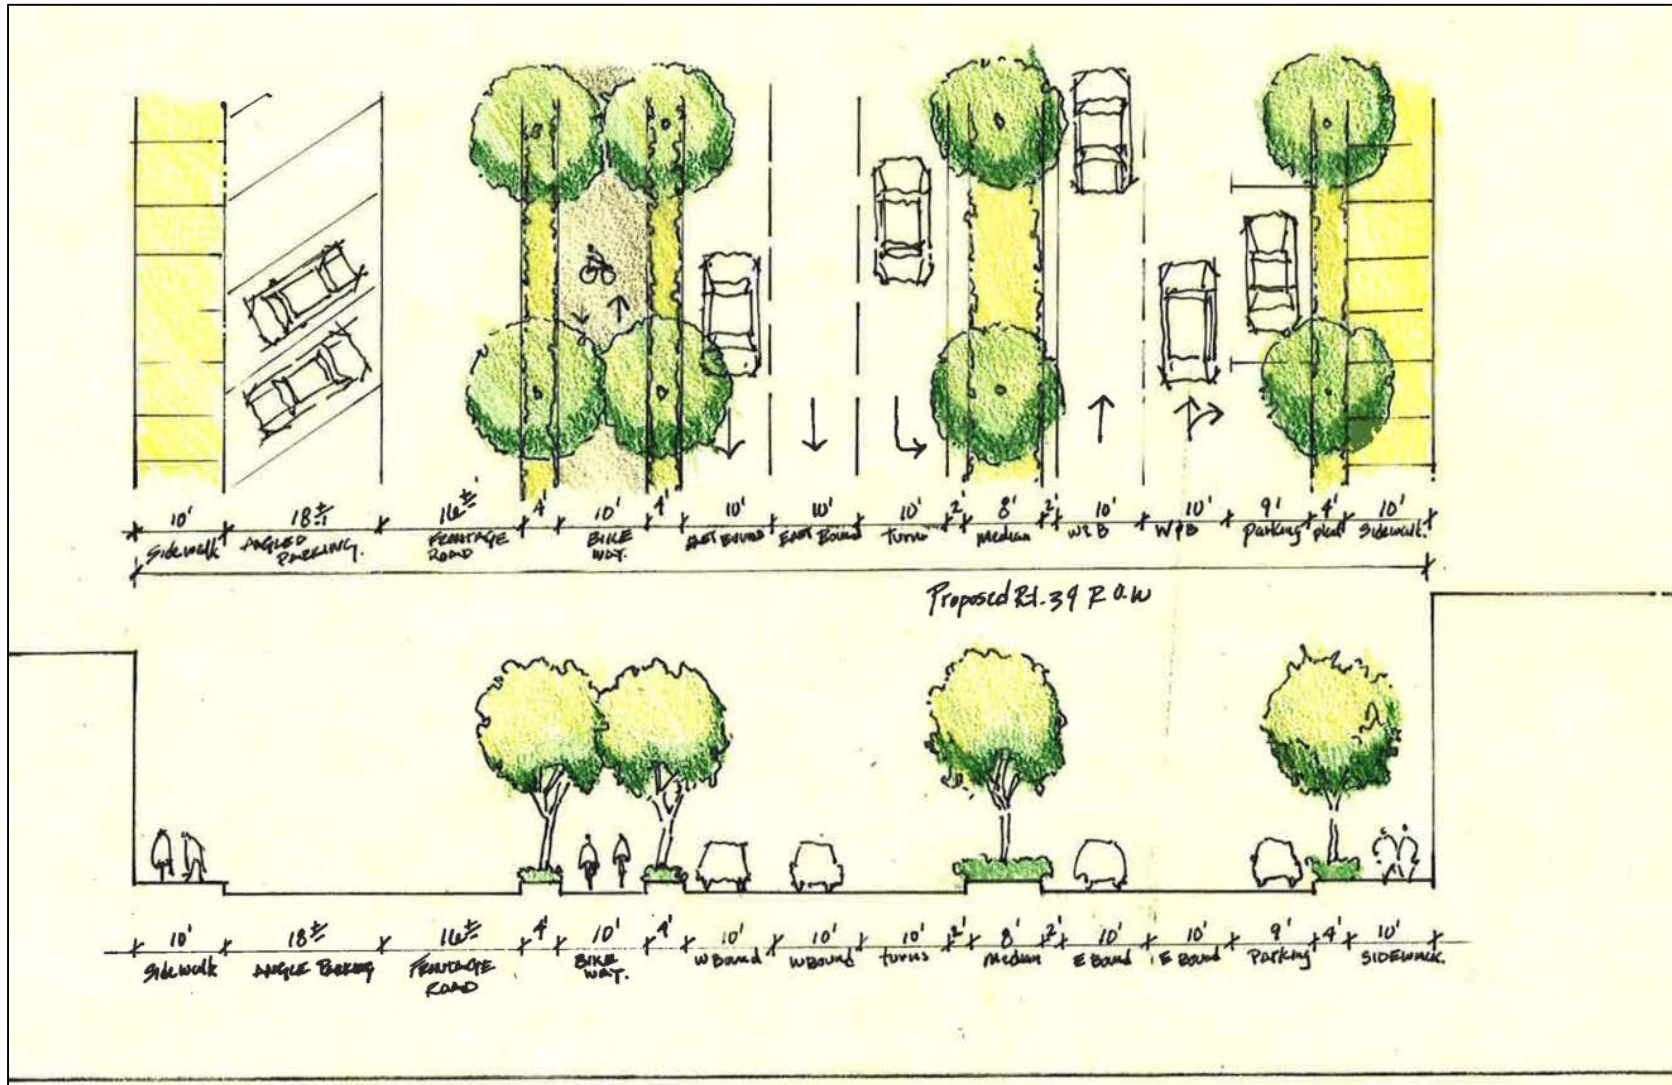 10' 18'± 16'± 4' 10' 4' 10' 10' 10' 2' 8' 2' 10' 10' 9' 4' 10'
Sidewalk ANGLED PARKING. FRONTAGE ROAD BIKE WAY. EAST BOUND EAST Bound turns Median WB WB Parking plant Sidewalk.
Proposed Rt. 39 R.O.W
10' 18± 16± 4' 10' 4' 10' 10' 10' 2' 8' 2' 10' 10' 9' 4' 10'
Sidewalk ANGLE PARKING FRONTAGE ROAD BIKE WAY. W Bound W Bound turns Median E Bound E Bound Parking SIDEWALK.